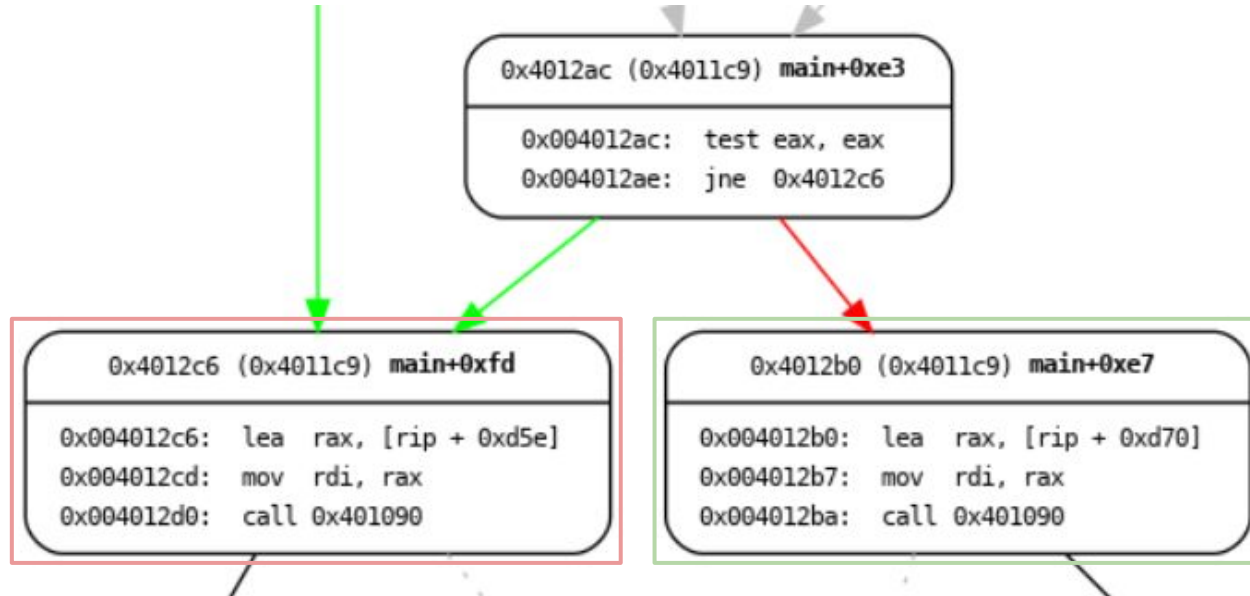 0x4012ac (0x4011c9) main+0xe3
0x004012ac: test eax, eax
0x004012ae: jne 0x4012c6
0x4012c6 (0x4011c9) main+0xfd
0x004012c6: lea rax, [rip + 0xd5e]
0x004012cd: mov rdi, rax
0x004012d0: call 0x401090
0x4012b0 (0x4011c9) main+0xe7
0x004012b0: lea rax, [rip + 0xd70]
0x004012b7: mov rdi, rax
0x004012ba: call 0x401090